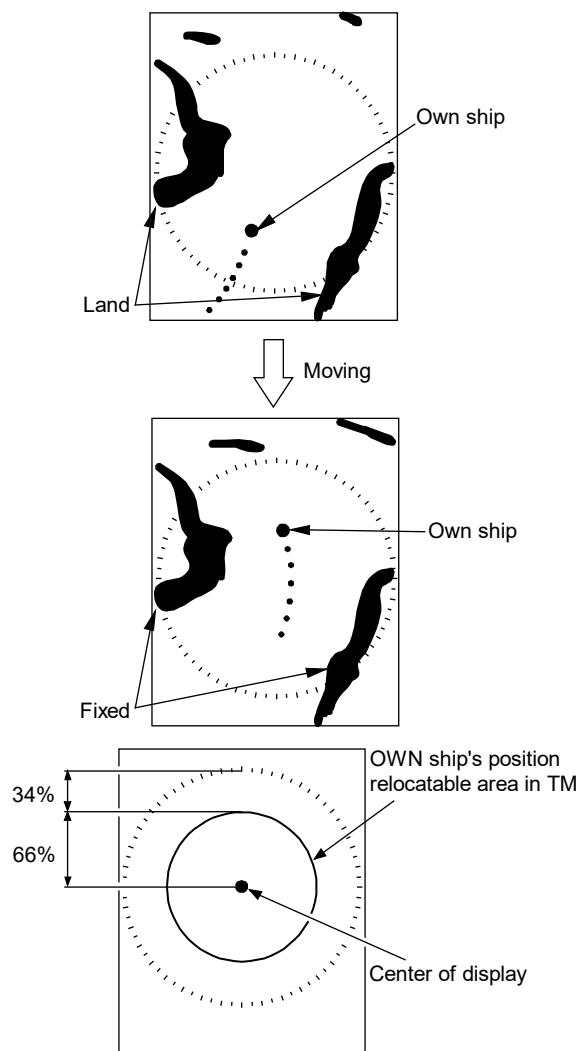 Own ship
Land
Moving
Own ship
Fixed
OWN ship's position
relocatable area in TM
34%
66%
Center of display